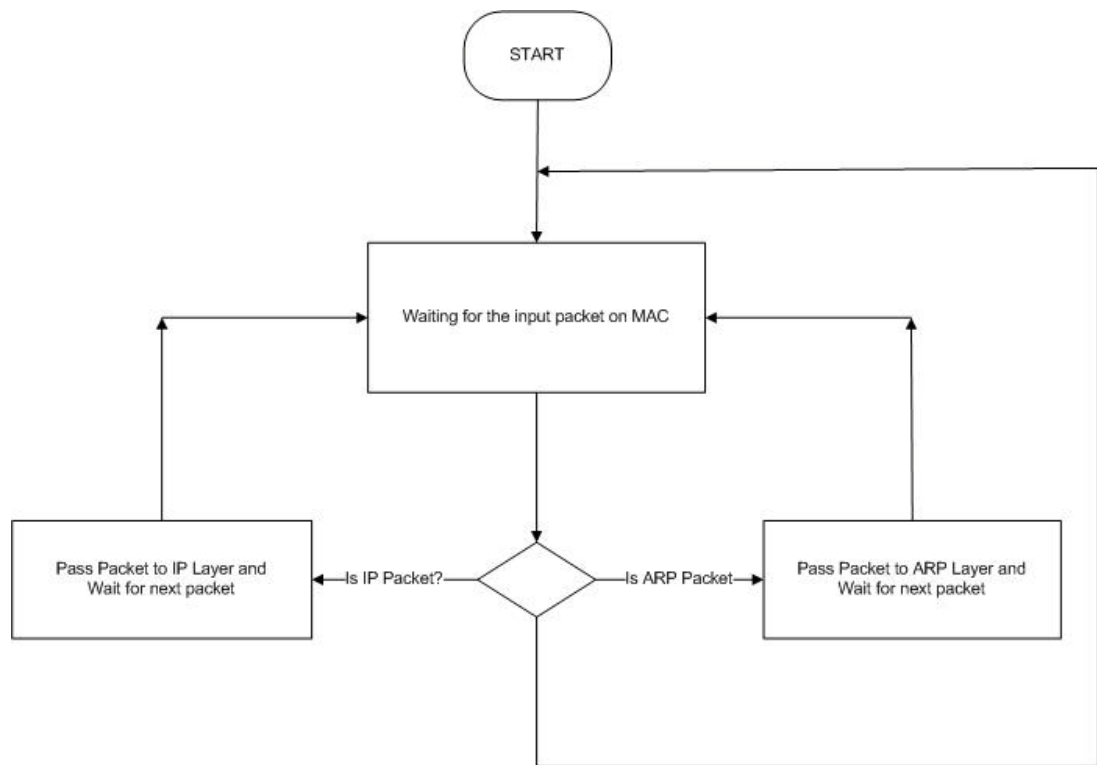 START
Waiting for the input packet on MAC
Pass Packet to IP Layer and
Wait for next packet
Is IP Packet?
Is ARP Packet
Pass Packet to ARP Layer and
Wait for next packet